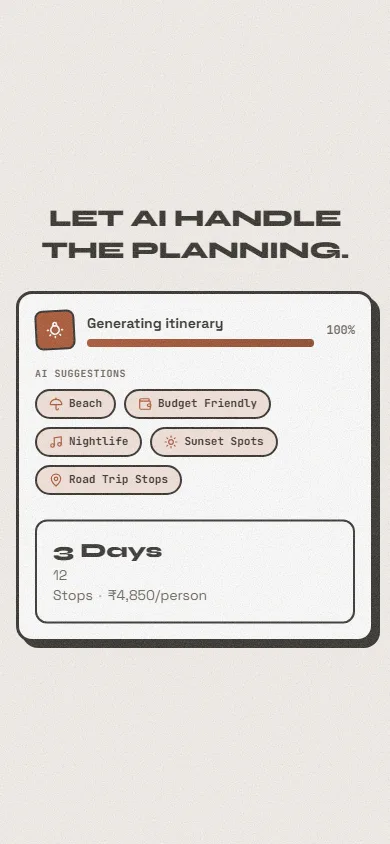 LET AI HANDLE
THE PLANNING.
Generating itinerary
100%
AI SUGGESTIONS
Beach
Budget Friendly
Nightlife
Sunset Spots
Road Trip Stops
3 Days
12
Stops · ₹4,850/person